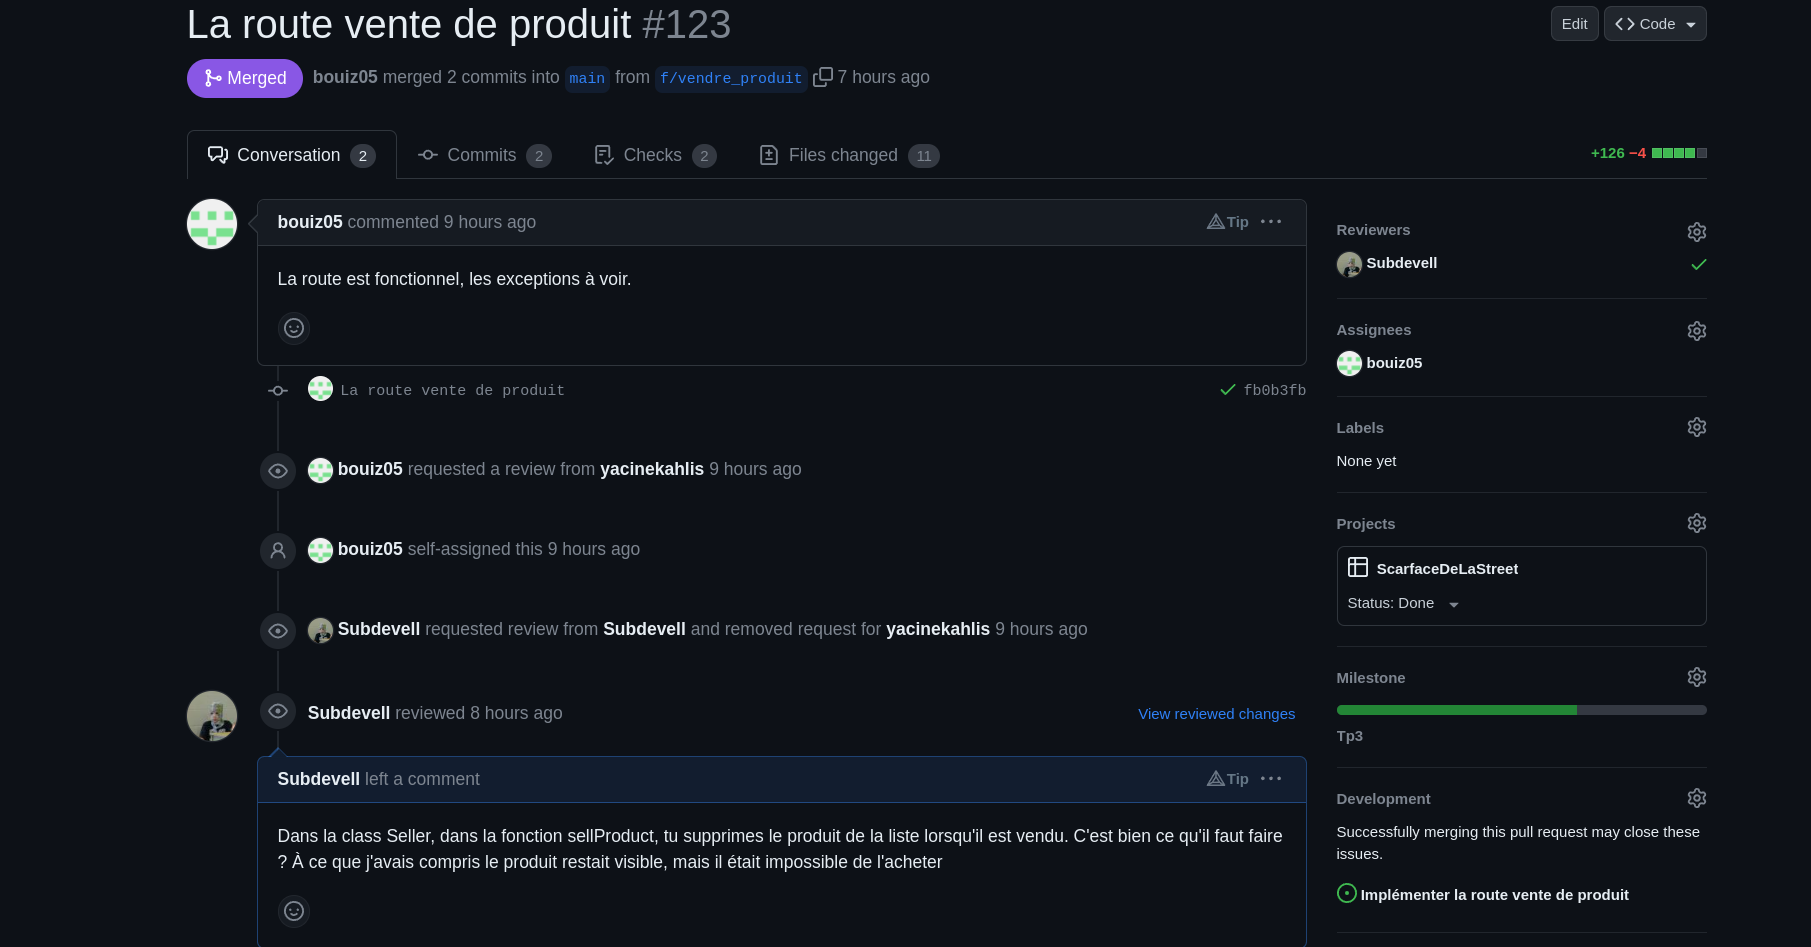 La route vente de produit #123
Edit
Code
Merged
bouiz05 merged 2 commits into main from f/vendre_produit 7 hours ago
Conversation 2
Commits 2
Checks 2
Files changed 11
+126 −4
bouiz05 commented 9 hours ago
Tip
La route est fonctionnel, les exceptions à voir.
La route vente de produit
fb0b3fb
bouiz05 requested a review from yacinekahlis 9 hours ago
bouiz05 self-assigned this 9 hours ago
Subdevell requested review from Subdevell and removed request for yacinekahlis 9 hours ago
Subdevell reviewed 8 hours ago
View reviewed changes
Subdevell left a comment
Tip
Dans la class Seller, dans la fonction sellProduct, tu supprimes le produit de la liste lorsqu'il est vendu. C'est bien ce qu'il faut faire
? À ce que j'avais compris le produit restait visible, mais il était impossible de l'acheter
Reviewers
Subdevell
Assignees
bouiz05
Labels
None yet
Projects
ScarfaceDeLaStreet
Status: Done
Milestone
Tp3
Development
Successfully merging this pull request may close these
issues.
Implémenter la route vente de produit